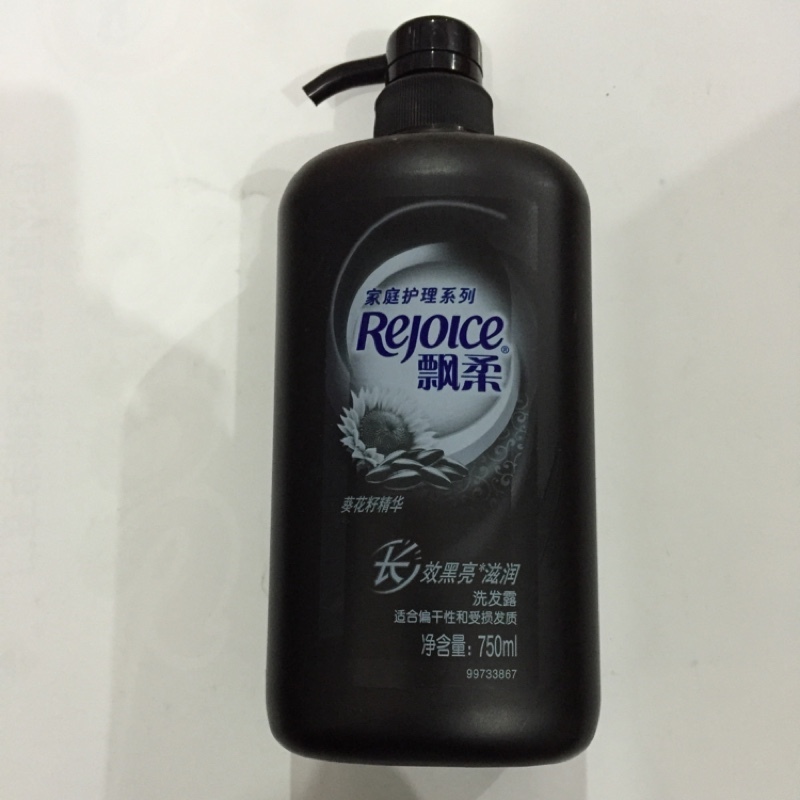 家庭护理系列
Rejoice®
飘柔
葵花籽精华
长效黑亮*滋润
洗发露
适合偏干性和受损发质
净含量：750ml
99733867